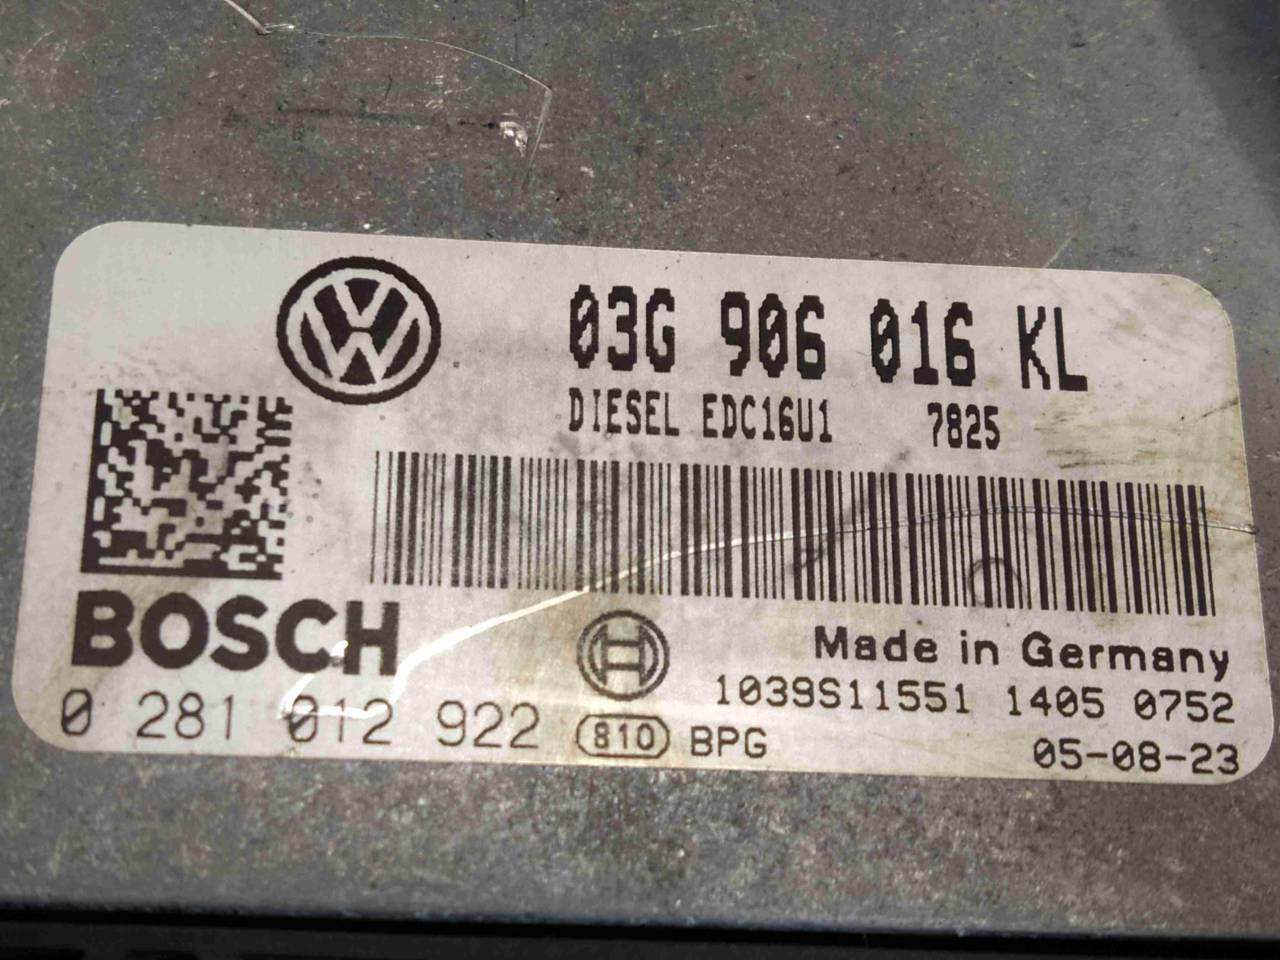 03G 906 016 KL
DIESEL EDC16U1 7825
BOSCH
Made in Germany
1039S11551 1405 0752
0 281 012 922 810 BPG
05-08-23